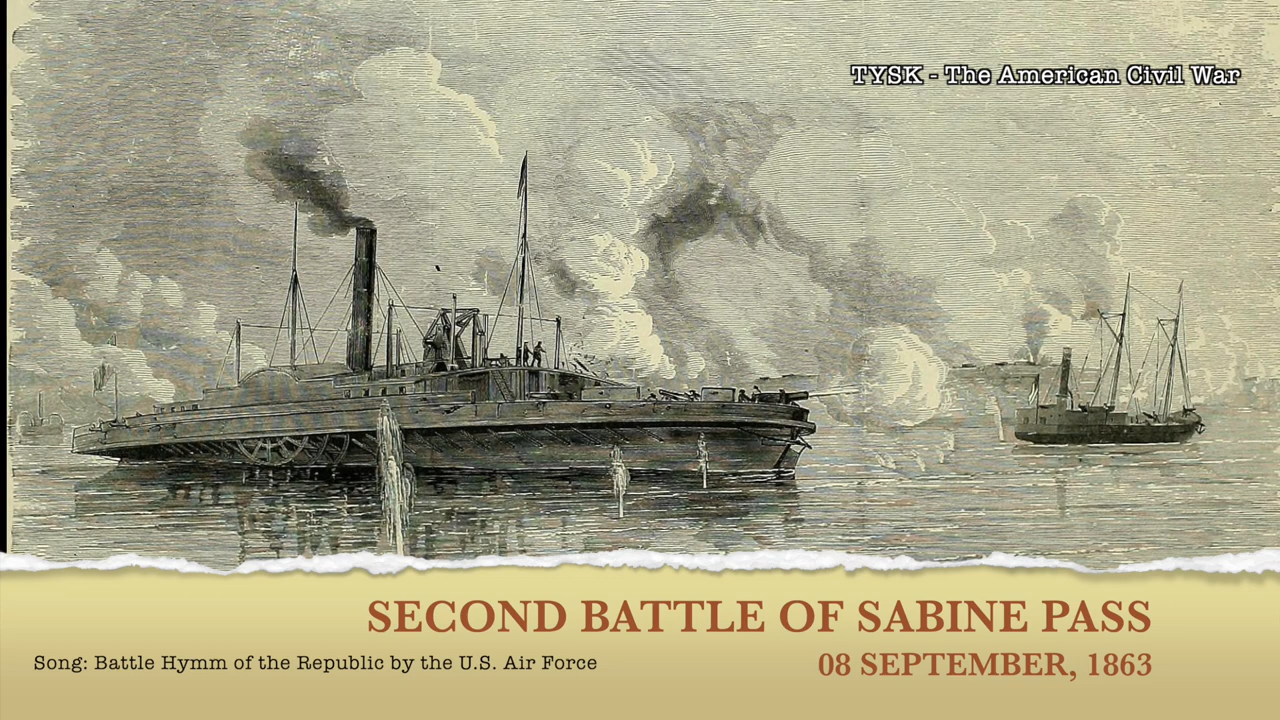 TYSK - The American Civil War
SECOND BATTLE OF SABINE PASS
Song: Battle Hymm of the Republic by the U.S. Air Force
08 SEPTEMBER, 1863